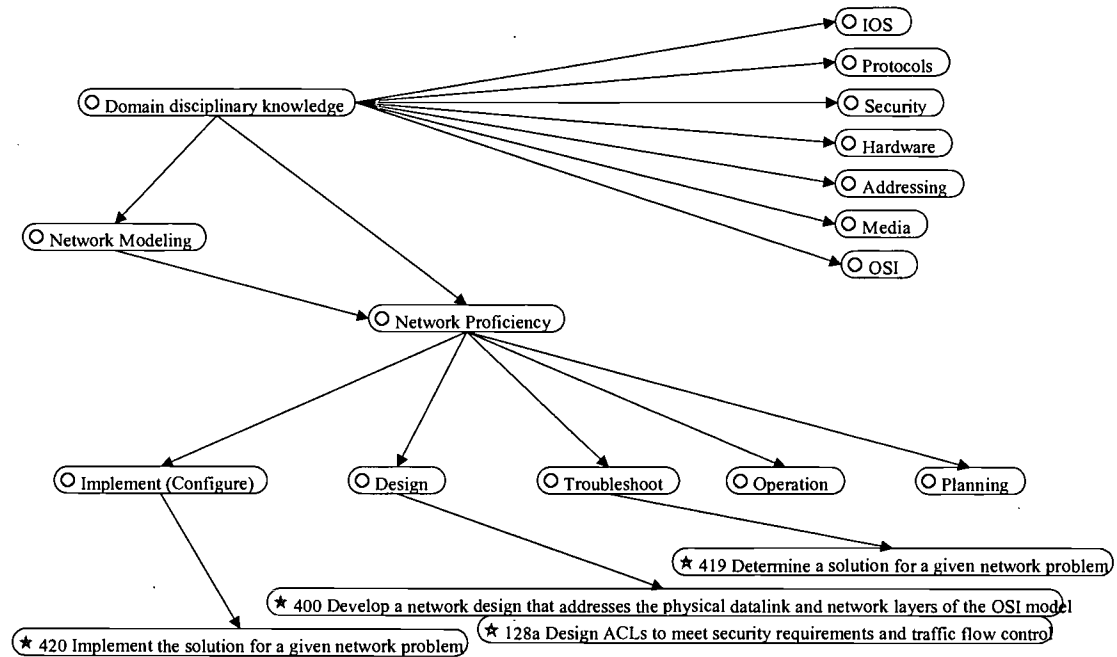 IOS
Protocols
Domain disciplinary knowledge
Security
Hardware
Addressing
Media
Network Modeling
OSI
Network Proficiency
Implement (Configure)
Design
Troubleshoot
Operation
Planning
419 Determine a solution for a given network problem
400 Develop a network design that addresses the physical datalink and network layers of the OSI model
128a Design ACLs to meet security requirements and traffic flow control
420 Implement the solution for a given network problem